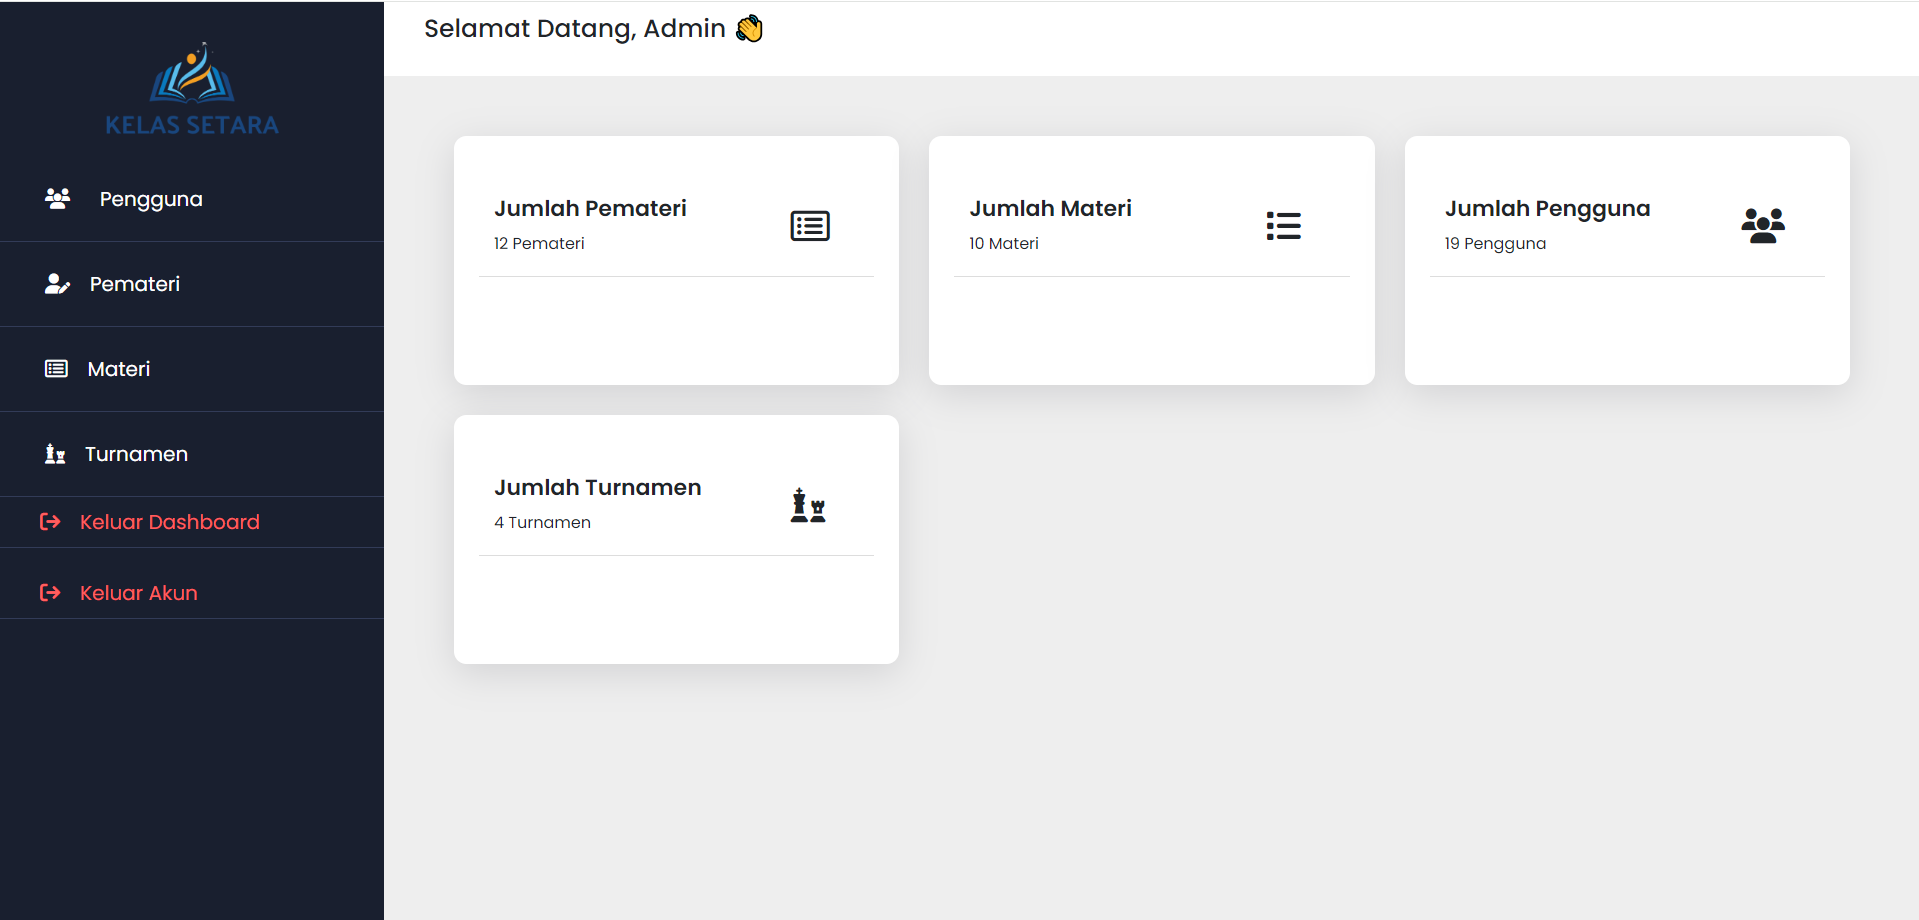 KELAS SETARA
Pengguna
Pemateri
Materi
Turnamen
Keluar Dashboard
Keluar Akun
Selamat Datang, Admin 👏
Jumlah Pemateri
12 Pemateri
Jumlah Materi
10 Materi
Jumlah Pengguna
19 Pengguna
Jumlah Turnamen
4 Turnamen